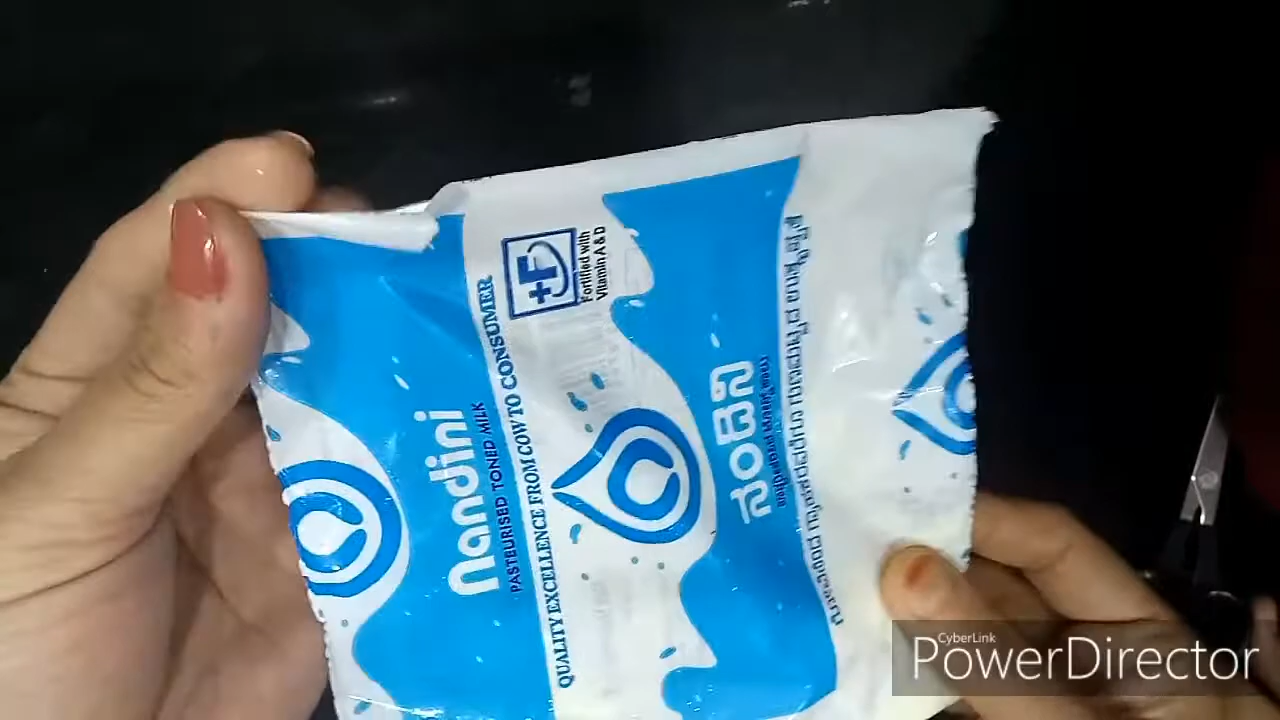 nandini
PASTEURISED TONED MILK
QUALITY EXCELLENCE FROM COW TO CONSUMER
+F
Fortified with
Vitamin A & D
ನಂದಿನಿ
CyberLink
PowerDirector